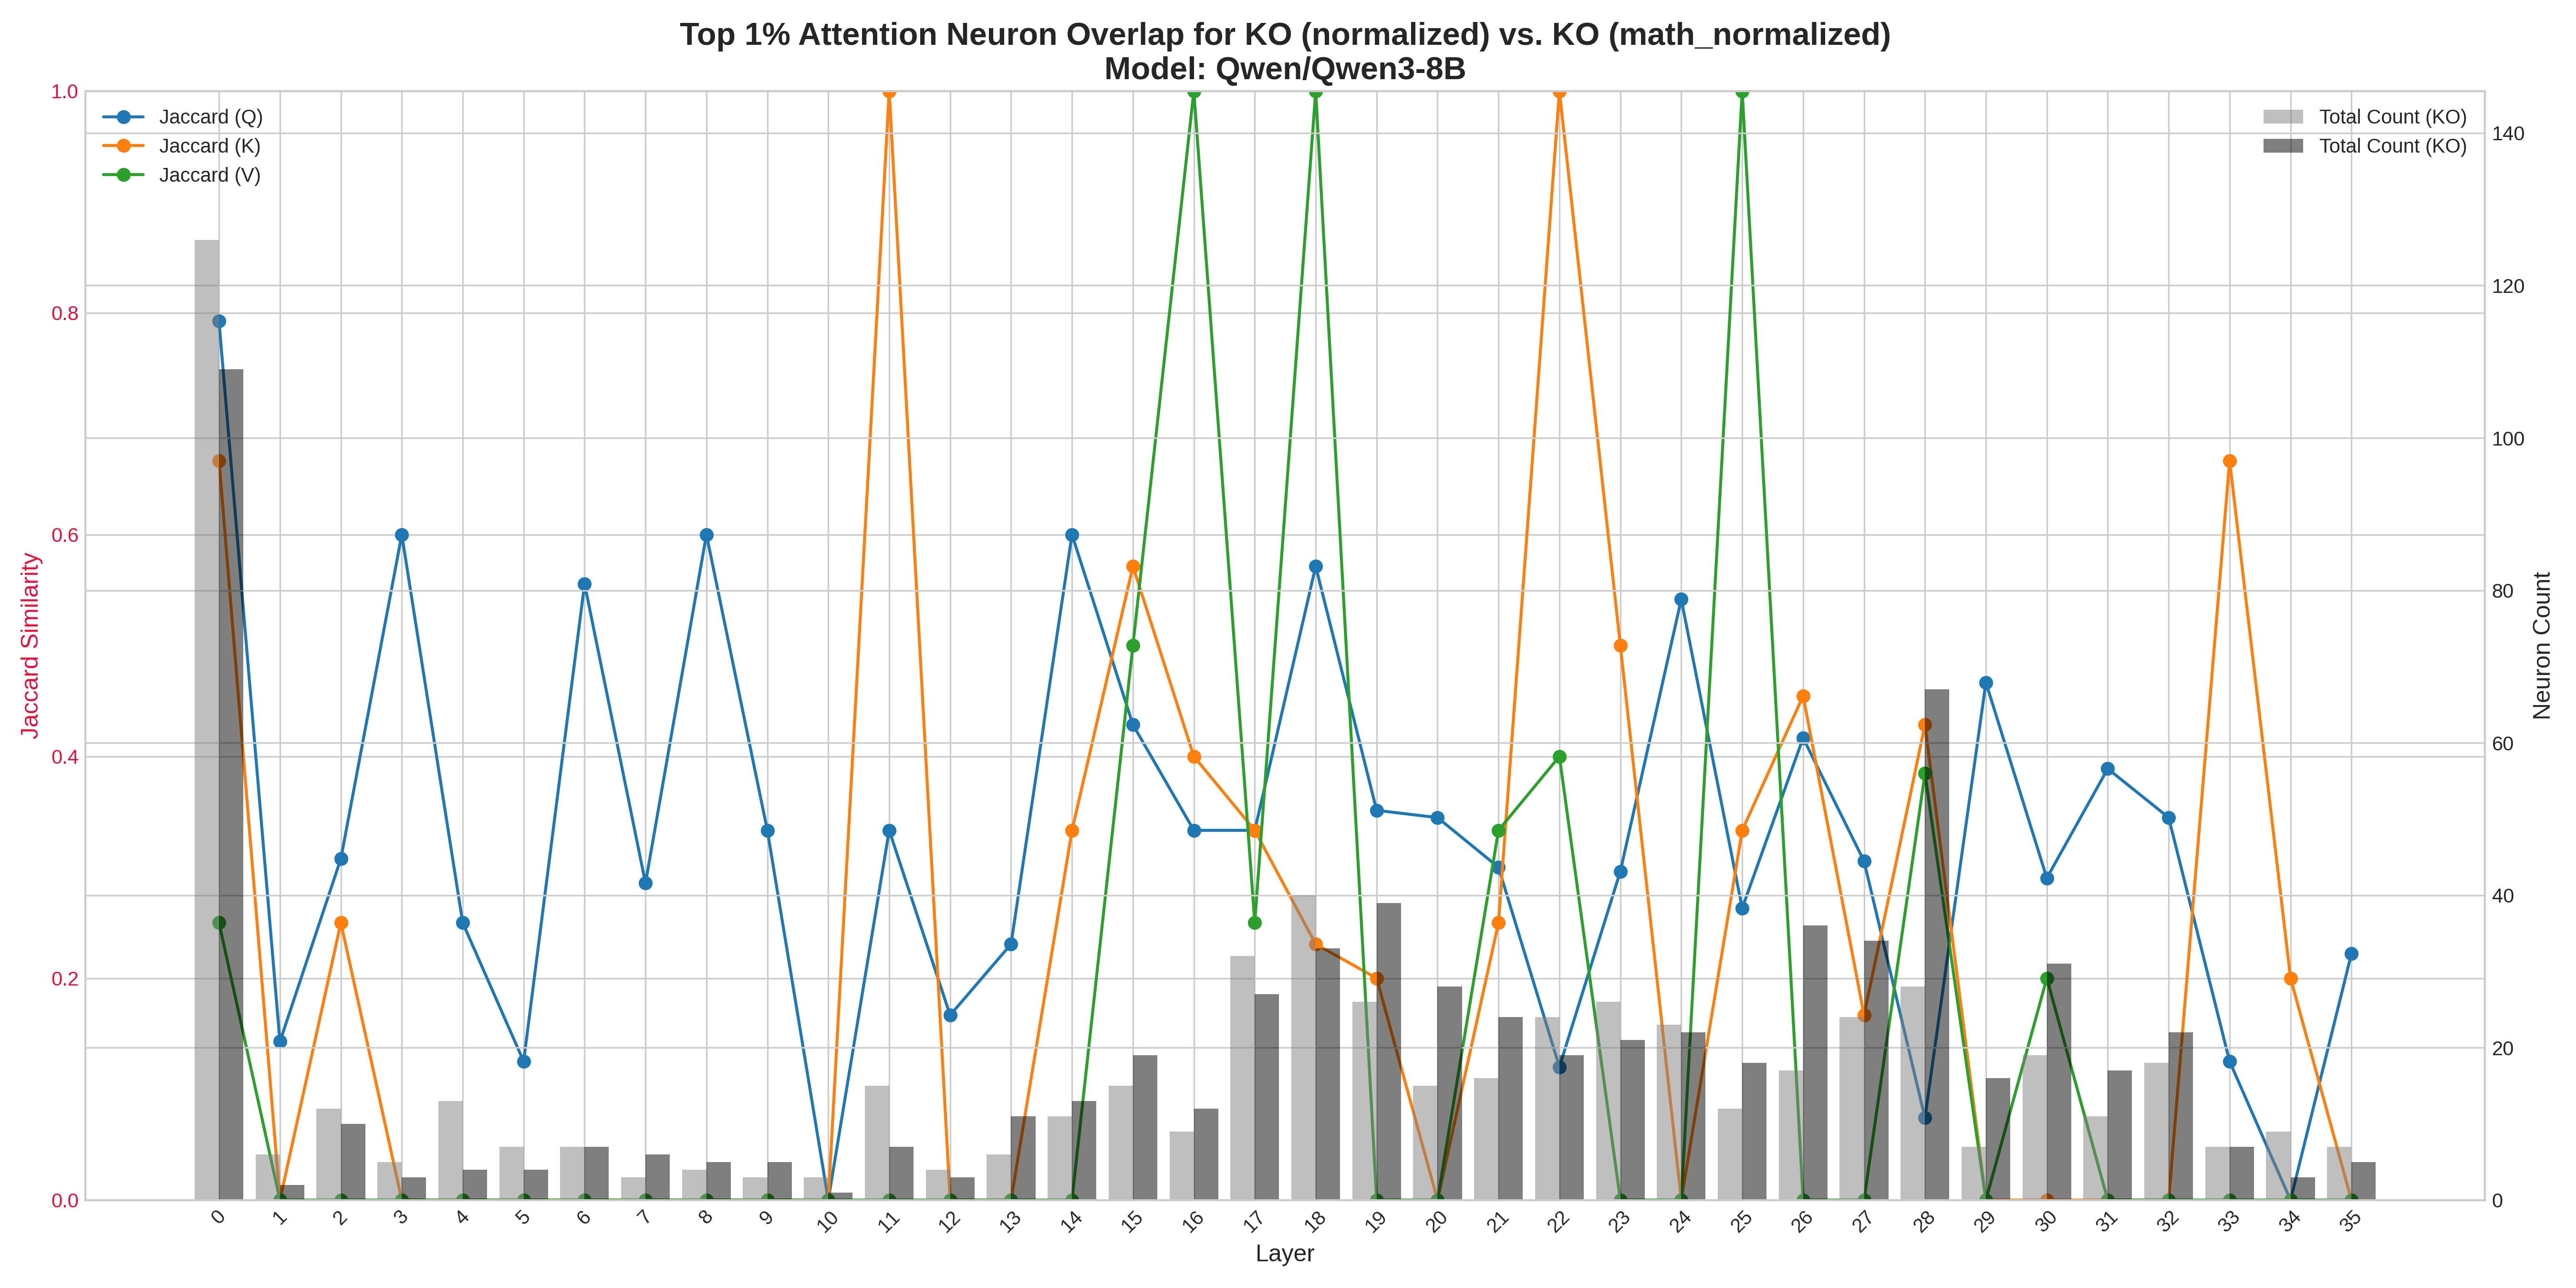 Top 1% Attention Neuron Overlap for KO (normalized) vs. KO (math_normalized)
Model: Qwen/Qwen3-8B
Jaccard (Q)
Jaccard (K)
Jaccard (V)
Total Count (KO)
Total Count (KO)
Jaccard Similarity
1.0
0.8
0.6
0.4
0.2
0.0
Neuron Count
140
120
100
80
60
40
20
0
0 1 2 3 4 5 6 7 8 9 10 11 12 13 14 15 16 17 18 19 20 21 22 23 24 25 26 27 28 29 30 31 32 33 34 35
Layer